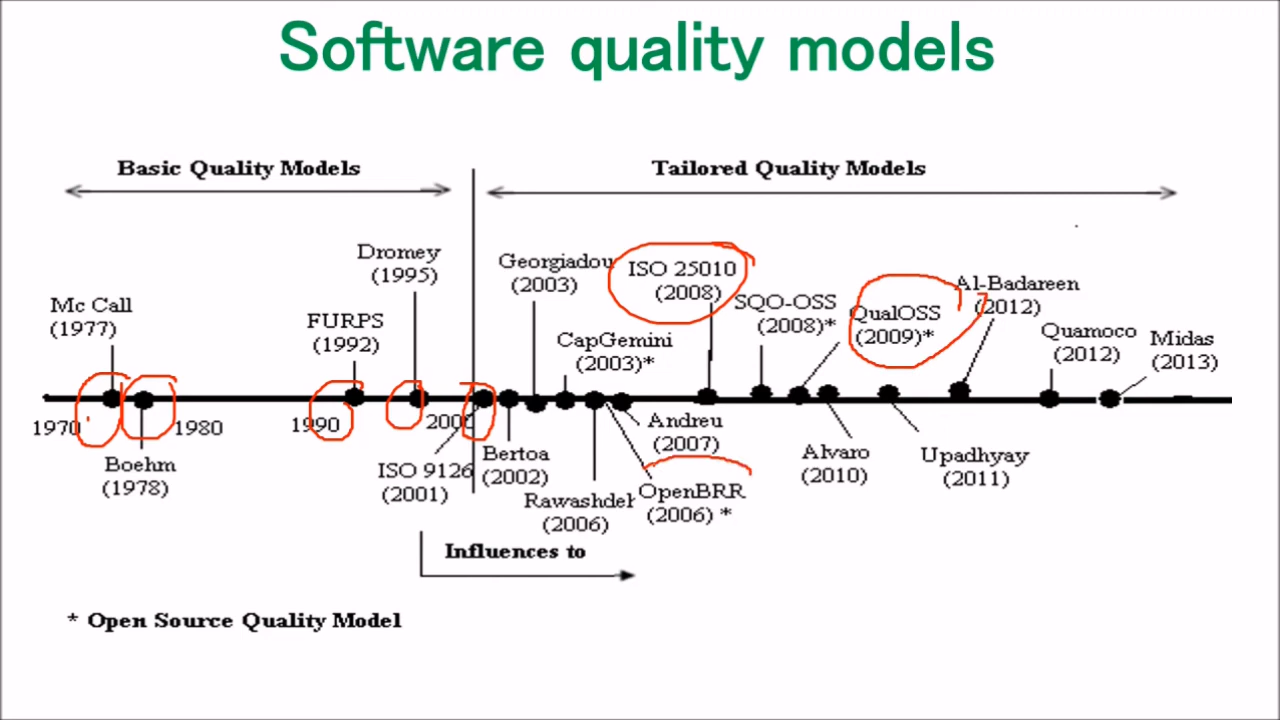 Software quality models
Basic Quality Models
Tailored Quality Models
Mc Call
(1977)
Boehm
(1978)
FURPS
(1992)
Dromey
(1995)
ISO 9126
(2001)
Bertoa
(2002)
Georgiadou
(2003)
CapGemini
(2003)*
Rawashdeh
(2006)
OpenBRR
(2006) *
Andreu
(2007)
ISO 25010
(2008)
SQO-OSS
(2008)*
QualOSS
(2009)*
Alvaro
(2010)
Upadhyay
(2011)
Al-Badareen
(2012)
Quamoco
(2012)
Midas
(2013)
1970
1980
1990
2000
Influences to
* Open Source Quality Model